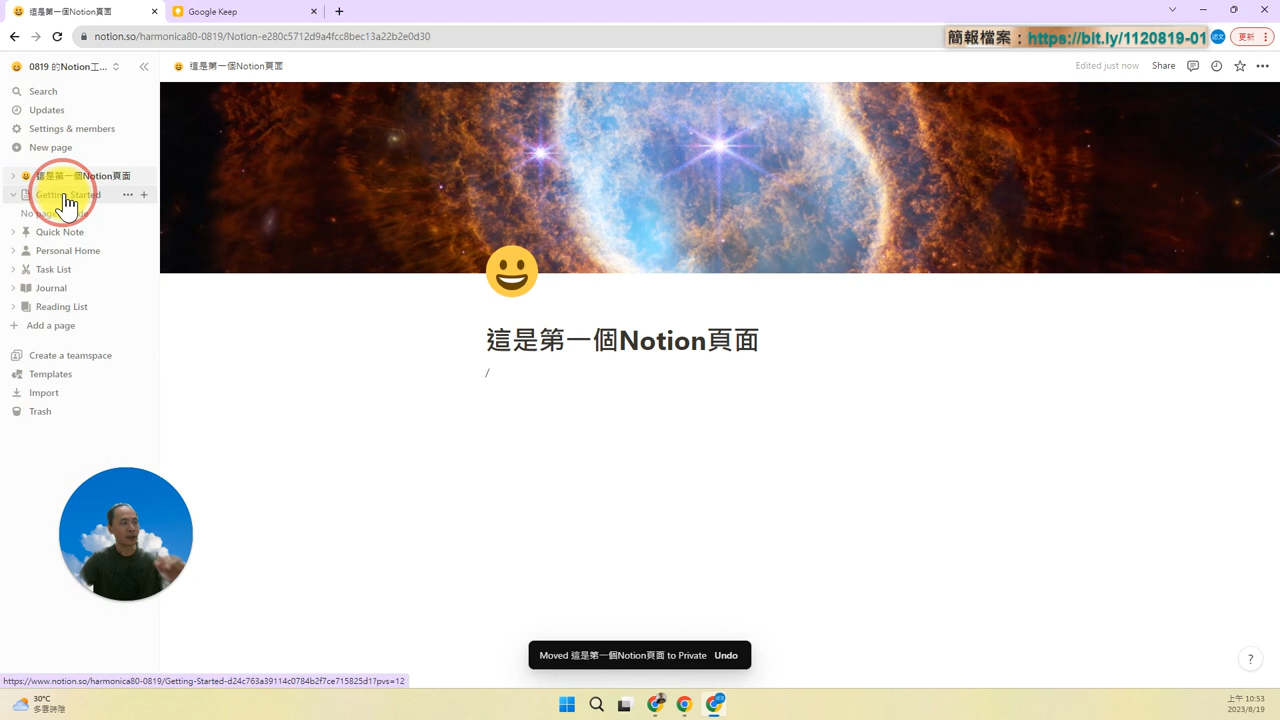 這是第一個Notion頁面
Google Keep
notion.so/harmonica80-0819/Notion-e280c5712d9a4fcc8bec13a22b2e0d30
簡報檔案：https://bit.ly/1120819-01
更新
0819 的Notion工...
這是第一個Notion頁面
Edited just now
Share
Search
Updates
Settings & members
New page
這是第一個Notion頁面
Getting Started
No pages inside
Quick Note
Personal Home
Task List
Journal
Reading List
Add a page
Create a teamspace
Templates
Import
Trash
這是第一個Notion頁面
/
Moved 這是第一個Notion頁面 to Private Undo
?
https://www.notion.so/harmonica80-0819/Getting-Started-d24c763a39114c0784b2f7ce715825d1?pvs=12
30°C
多雲時陰
上午 10:53
2023/8/19